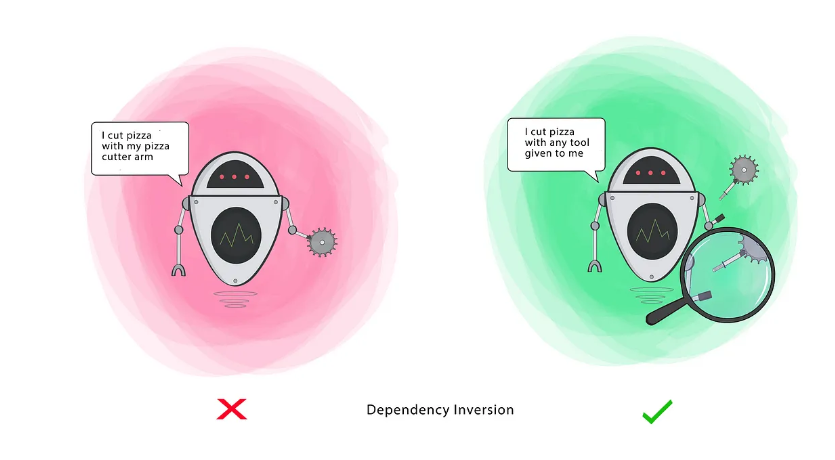 I cut pizza
with my pizza
cutter arm
I cut pizza
with any tool
given to me
Dependency Inversion